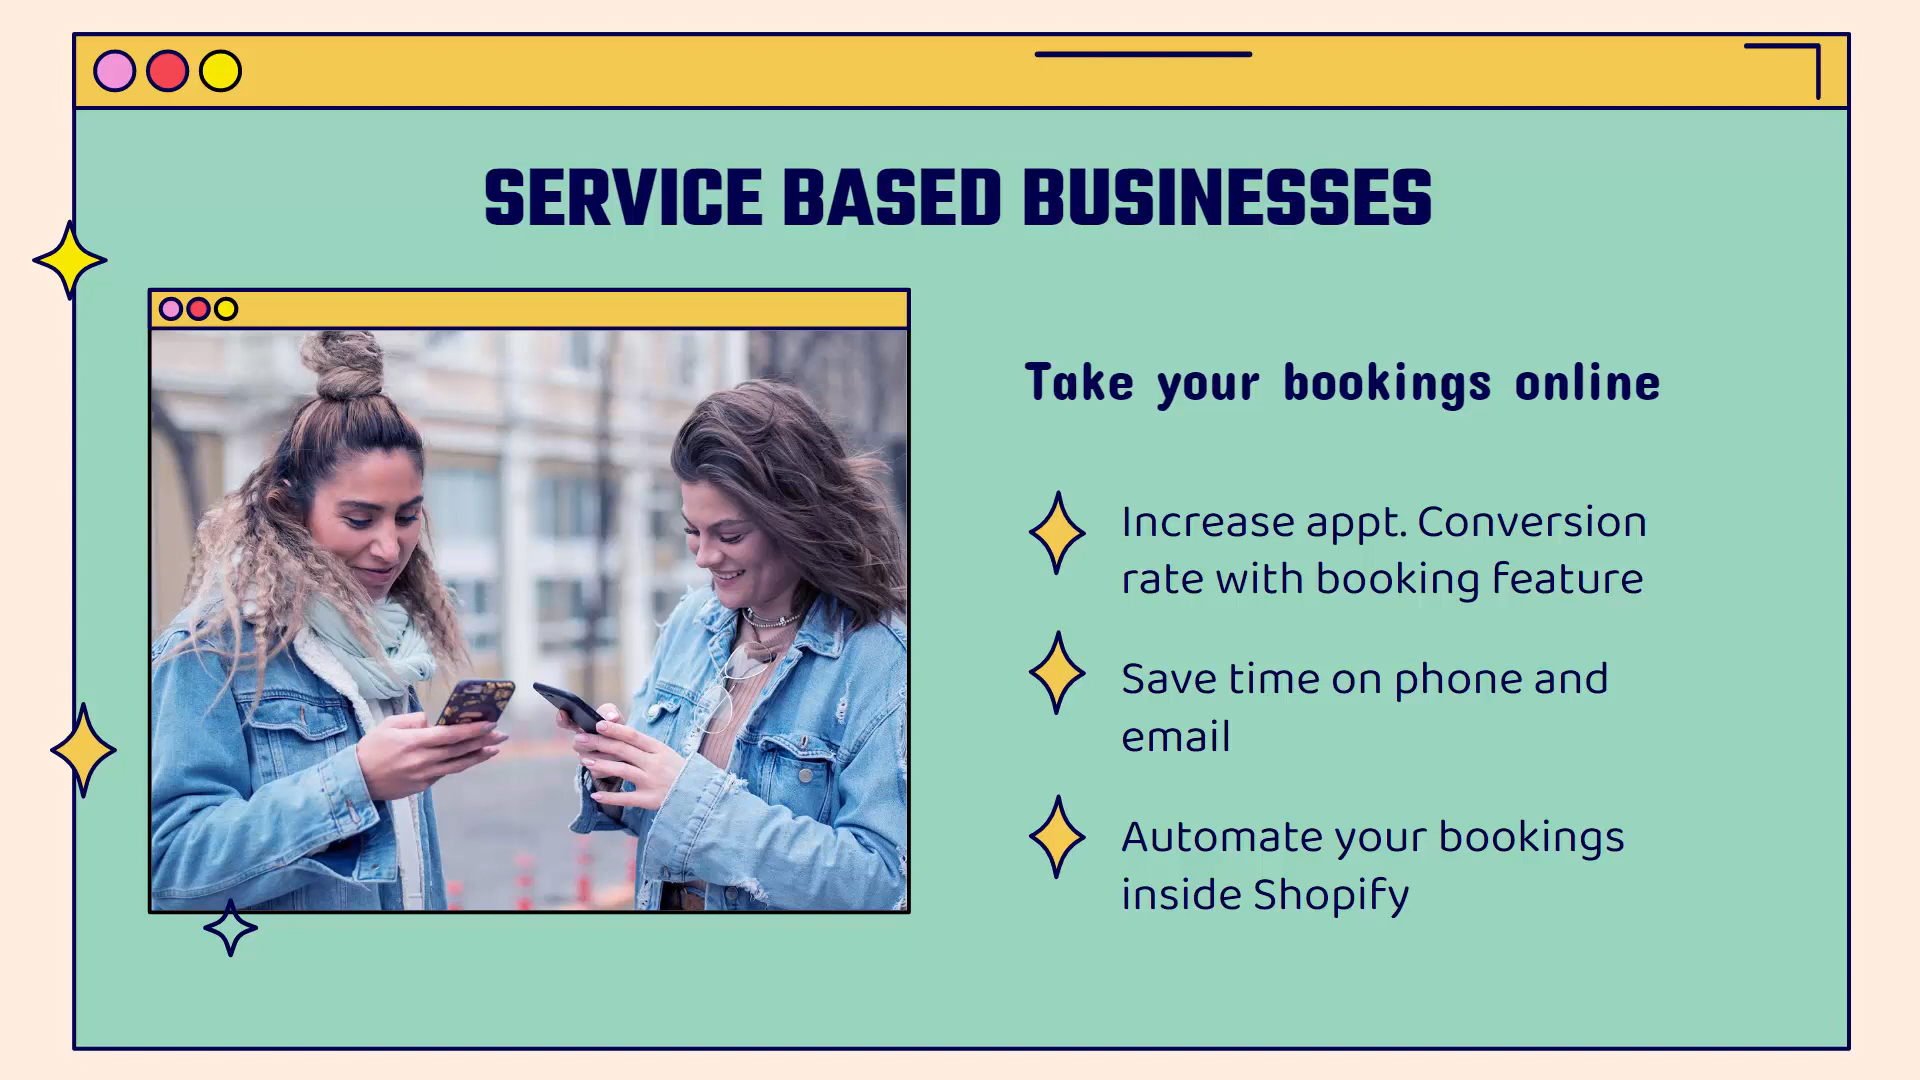 SERVICE BASED BUSINESSES
Take your bookings online
Increase appt. Conversion
rate with booking feature
Save time on phone and
email
Automate your bookings
inside Shopify